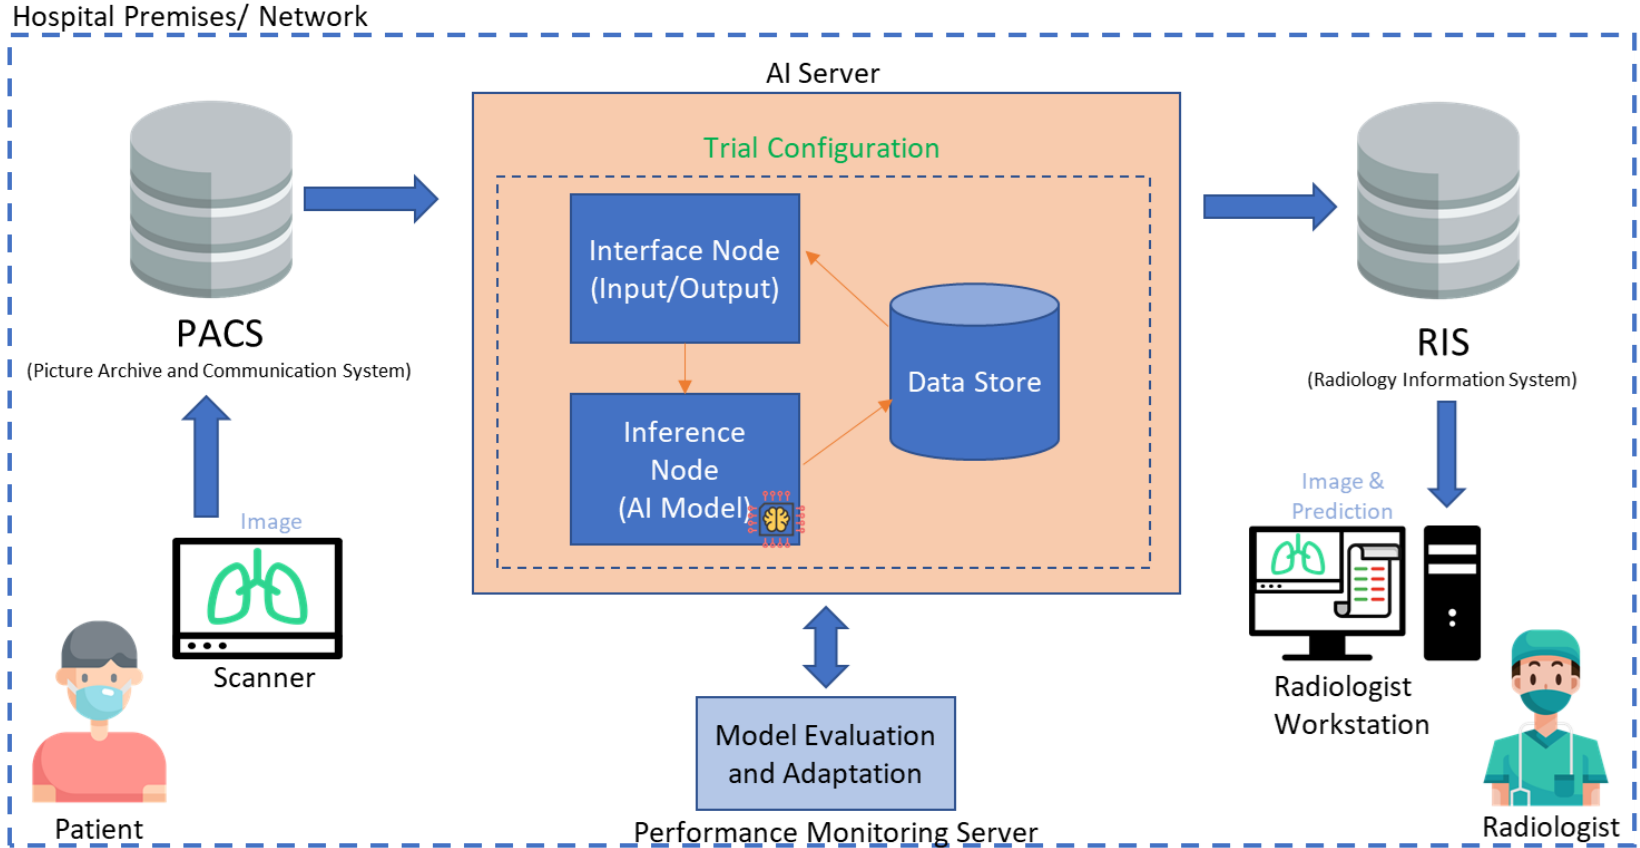 Hospital Premises/ Network
AI Server
Trial Configuration
Interface Node
(Input/Output)
Data Store
Inference
Node
(AI Model)
PACS
(Picture Archive and Communication System)
RIS
(Radiology Information System)
Image
Scanner
Patient
Image &
Prediction
Radiologist
Workstation
Radiologist
Model Evaluation
and Adaptation
Performance Monitoring Server